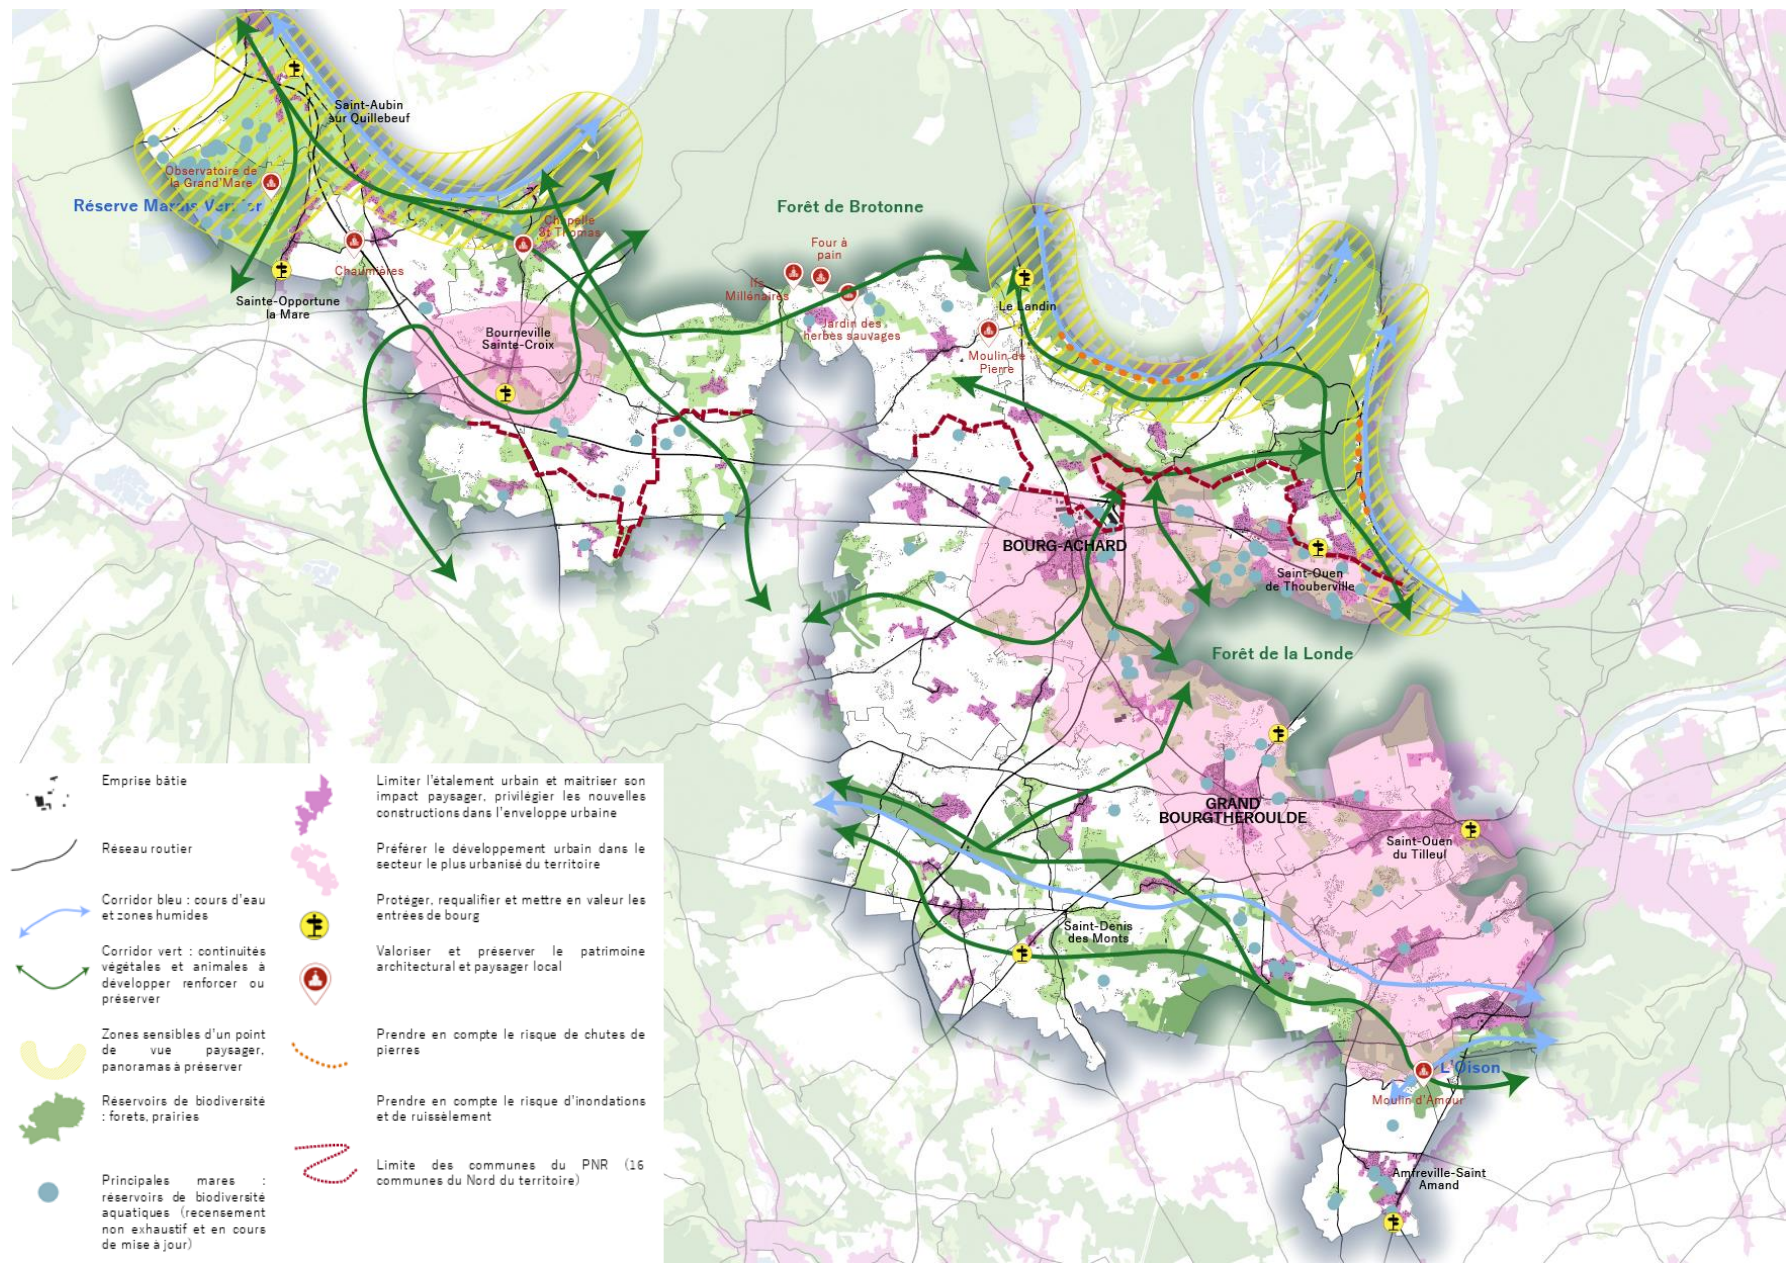 Saint-Aubin
sur Quillebeuf
Observatoire de
la Grand'Mare
Réserve Marais Vernier
Chapelle
St Thomas
Chaumières
Sainte-Opportune
la Mare
Forêt de Brotonne
Four à
pain
Ifs
Millénaires
Jardin des
herbes sauvages
Le Landin
Moulin de
Pierre
Bourneville
Sainte-Croix
BOURG-ACHARD
Saint-Ouen
de Thouberville
Forêt de la Londe
GRAND
BOURGTHEROULDE
Saint-Ouen
du Tilleul
Saint-Denis
des Monts
L'Oison
Moulin d'Amour
Amfreville-Saint
Amand
Emprise bâtie
Réseau routier
Corridor bleu : cours d'eau
et zones humides
Corridor vert : continuités
végétales et animales à
développer renforcer ou
préserver
Zones sensibles d'un point
de vue paysager,
panoramas à préserver
Réservoirs de biodiversité
: forets, prairies
Principales mares :
réservoirs de biodiversité
aquatiques (recensement
non exhaustif et en cours
de mise à jour)
Limiter l'étalement urbain et maitriser son
impact paysager, privilégier les nouvelles
constructions dans l'enveloppe urbaine
Préférer le développement urbain dans le
secteur le plus urbanisé du territoire
Protéger, requalifier et mettre en valeur les
entrées de bourg
Valoriser et préserver le patrimoine
architectural et paysager local
Prendre en compte le risque de chutes de
pierres
Prendre en compte le risque d'inondations
et de ruissèlement
Limite des communes du PNR (16
communes du Nord du territoire)